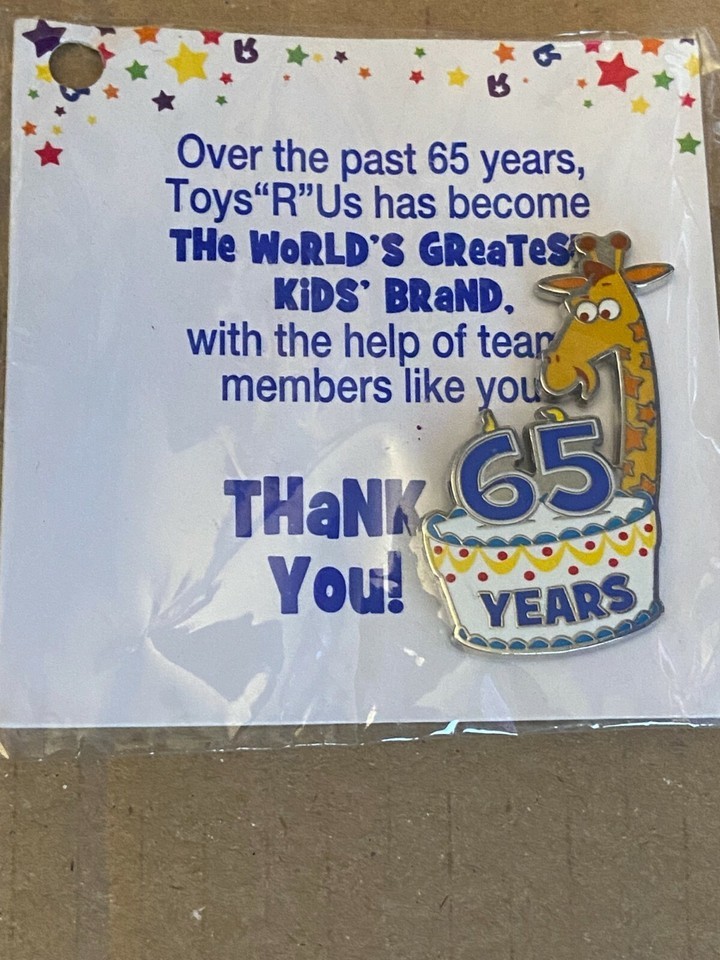 Over the past 65 years,
Toys“R”Us has become
THe WoRLD'S GReaTeS
KiDS' BRaND,
with the help of team
members like you
THaNK
You!
65
YEARS